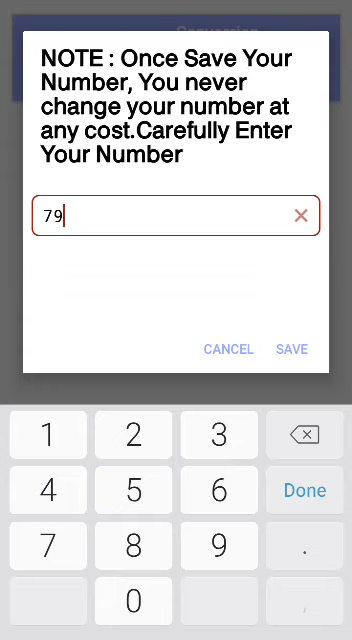 Conversion
NOTE : Once Save Your
Number, You never
change your number at
any cost.Carefully Enter
Your Number
79
CANCEL SAVE
1 2 3
4 5 6 Done
7 8 9 .
0 ,